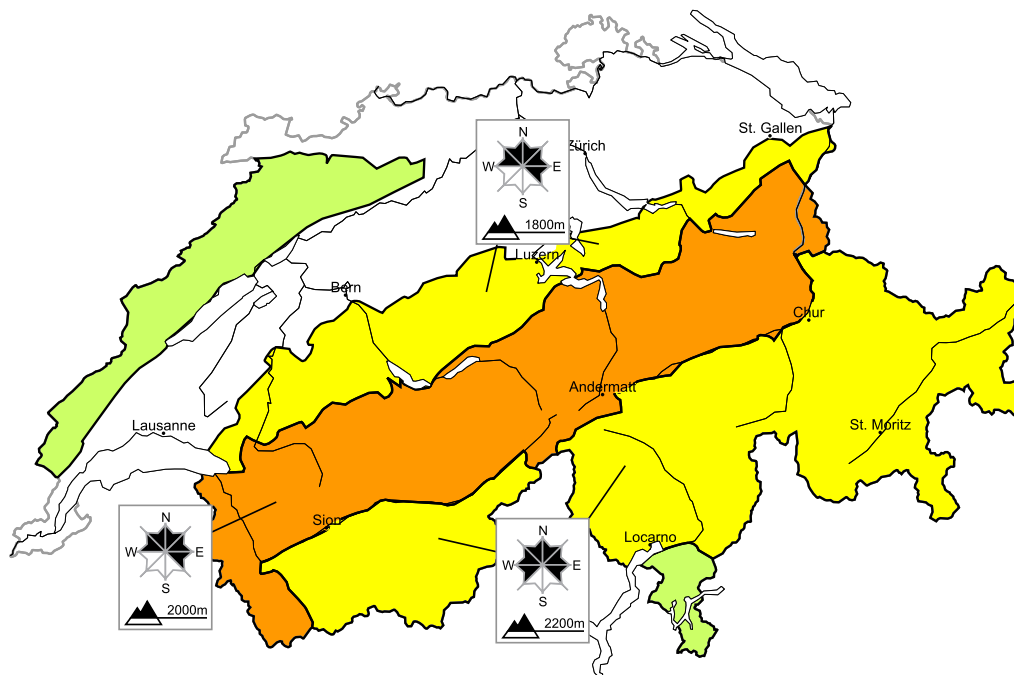 St. Gallen
N
W E
S
1800m
Zürich
Luzern
Bern
Chur
Andermatt
Lausanne
St. Moritz
Sion
Locarno
N
W E
S
2000m
N
W E
S
2200m